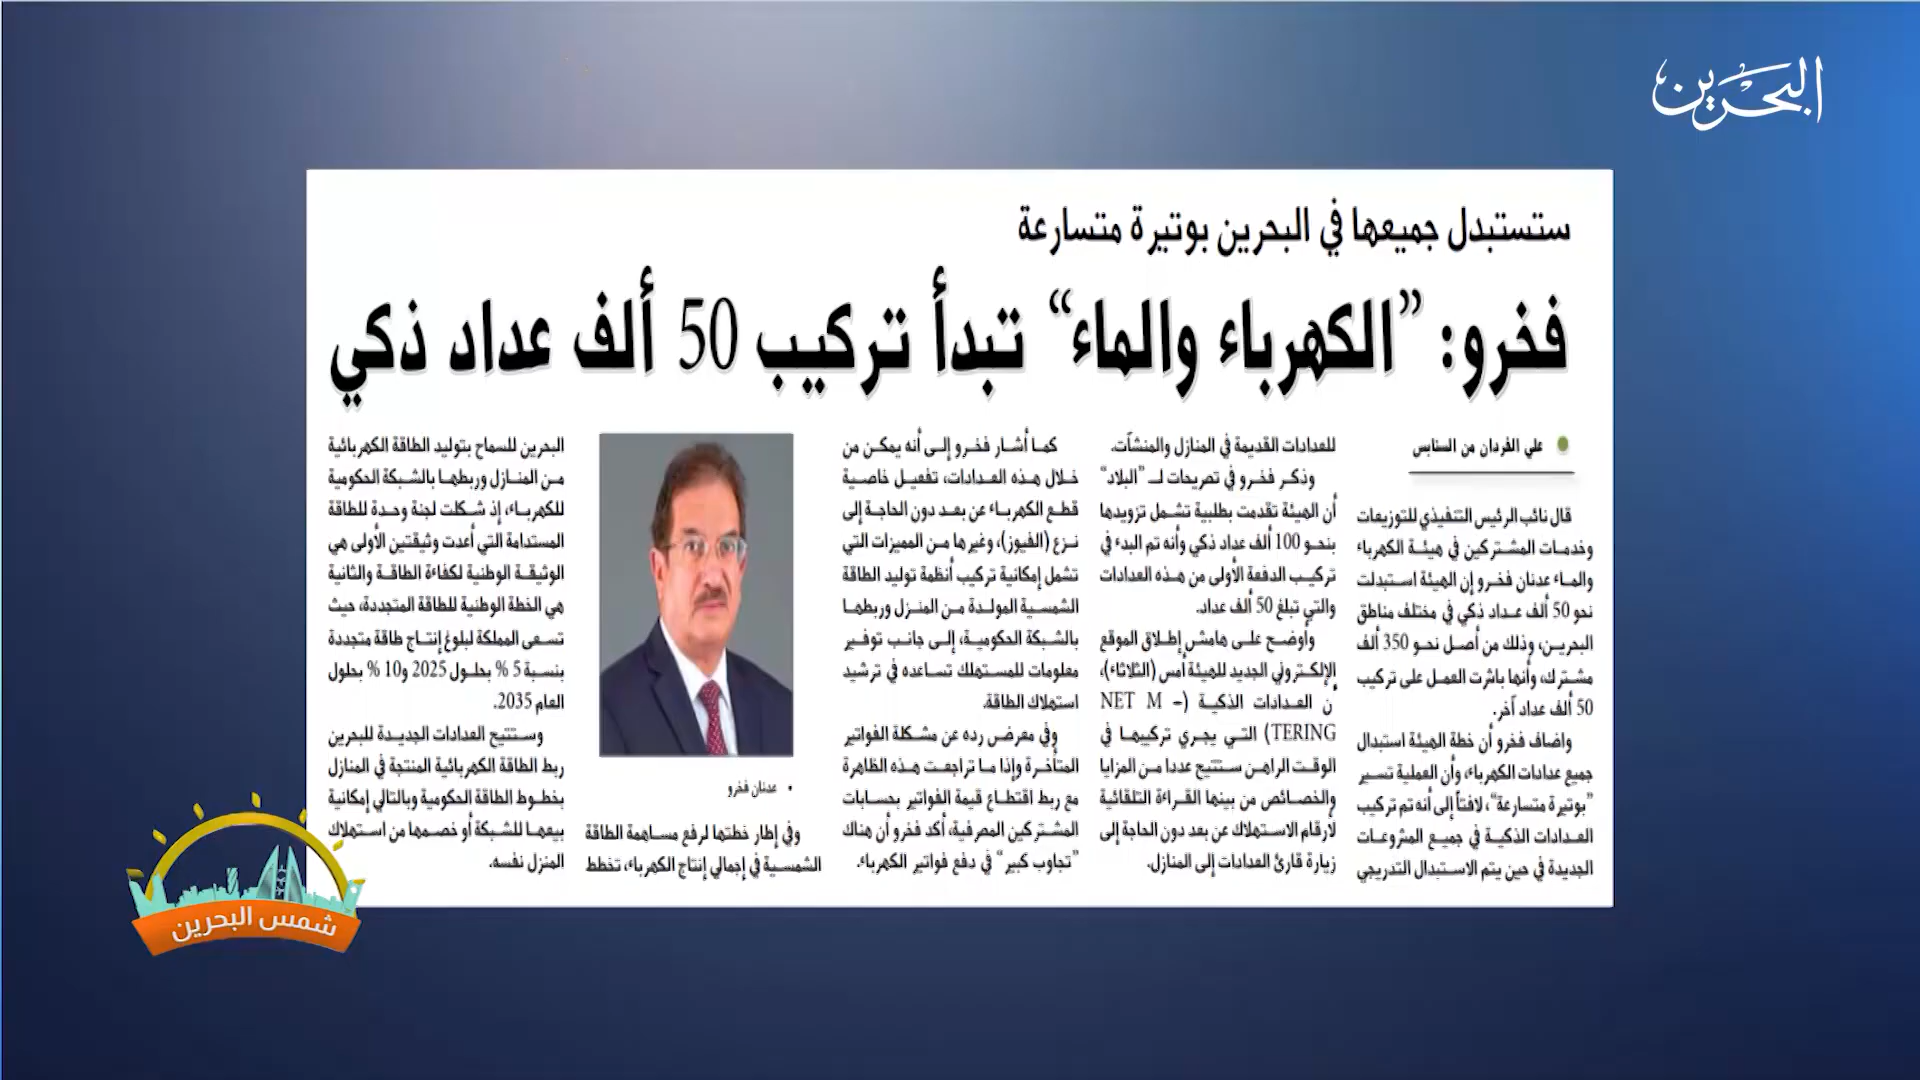 البحرين
ستستبدل جميعها في البحرين بوتيرة متسارعة
فخرو: ”الكهرباء والماء“ تبدأ تركيب 50 ألف عداد ذكي
علي الفردان من السنابس
قال نائب الرئيس التنفيذي للتوزيعات
وخدمات المشتركين في هيئة الكهرباء
والماء عدنان فخرو إن الهيئة استبدلت
نحو 50 ألف عداد ذكي في مختلف مناطق
البحرين، وذلك من أصل نحو 350 ألف
مشترك، وأنها باشرت العمل على تركيب
50 ألف عداد آخر.
واضاف فخرو أن خطة الهيئة استبدال
جميع عدادات الكهرباء، وأن العملية تسير
”بوتيرة متسارعة“، لافتاً إلى أنه تم تركيب
العدادات الذكية في جميع المشروعات
الجديدة في حين يتم الاستبدال التدريجي
للعدادات القديمة في المنازل والمنشآت.
وذكر فخرو في تصريحات لـ ”البلاد“
أن الهيئة تقدمت بطلبية تشمل تزويدها
بنحو 100 ألف عداد ذكي وأنه تم البدء في
تركيب الدفعة الأولى من هذه العدادات
والتي تبلغ 50 ألف عداد.
وأوضح على هامش إطلاق الموقع
الإلكتروني الجديد للهيئة أمس (الثلاثاء)،
ن العدادات الذكية (NET M -
TERING) التي يجري تركيبها في
الوقت الراهن ستتيح عددا من المزايا
والخصائص من بينها القراءة التلقائية
لأرقام الاستهلاك عن بعد دون الحاجة إلى
زيارة قارئ العدادات إلى المنازل.
كما أشار فخرو إلى أنه يمكن من
خلال هذه العدادات، تفعيل خاصية
قطع الكهرباء عن بعد دون الحاجة إلى
نزع (الفيوز)، وغيرها من المميزات التي
تشمل إمكانية تركيب أنظمة توليد الطاقة
الشمسية المولدة من المنزل وربطها
بالشبكة الحكومية، إلى جانب توفير
معلومات للمستهلك تساعده في ترشيد
استهلاك الطاقة.
وفي معرض رده عن مشكلة الفواتير
المتأخرة وإذا ما تراجعت هذه الظاهرة
مع ربط اقتطاع قيمة الفواتير بحسابات
المشتركين المصرفية، أكد فخرو أن هناك
”تجاوب كبير“ في دفع فواتير الكهرباء.
عدنان فخرو
وفي إطار خطتها لرفع مساهمة الطاقة
الشمسية في إجمالي إنتاج الكهرباء، تخطط
البحرين للسماح بتوليد الطاقة الكهربائية
من المنازل وربطها بالشبكة الحكومية
للكهرباء، إذ شكلت لجنة وحدة للطاقة
المستدامة التي أعدت وثيقتين الأولى هي
الوثيقة الوطنية لكفاءة الطاقة والثانية
هي الخطة الوطنية للطاقة المتجددة، حيث
تسعى المملكة لبلوغ إنتاج طاقة متجددة
بنسبة 5 % بحلول 2025 و10 % بحلول
العام 2035.
وستتيح العدادات الجديدة للبحرين
ربط الطاقة الكهربائية المنتجة في المنازل
بخطوط الطاقة الحكومية وبالتالي إمكانية
بيعها للشبكة أو خصمها من استهلاك
المنزل نفسه.
شمس البحرين